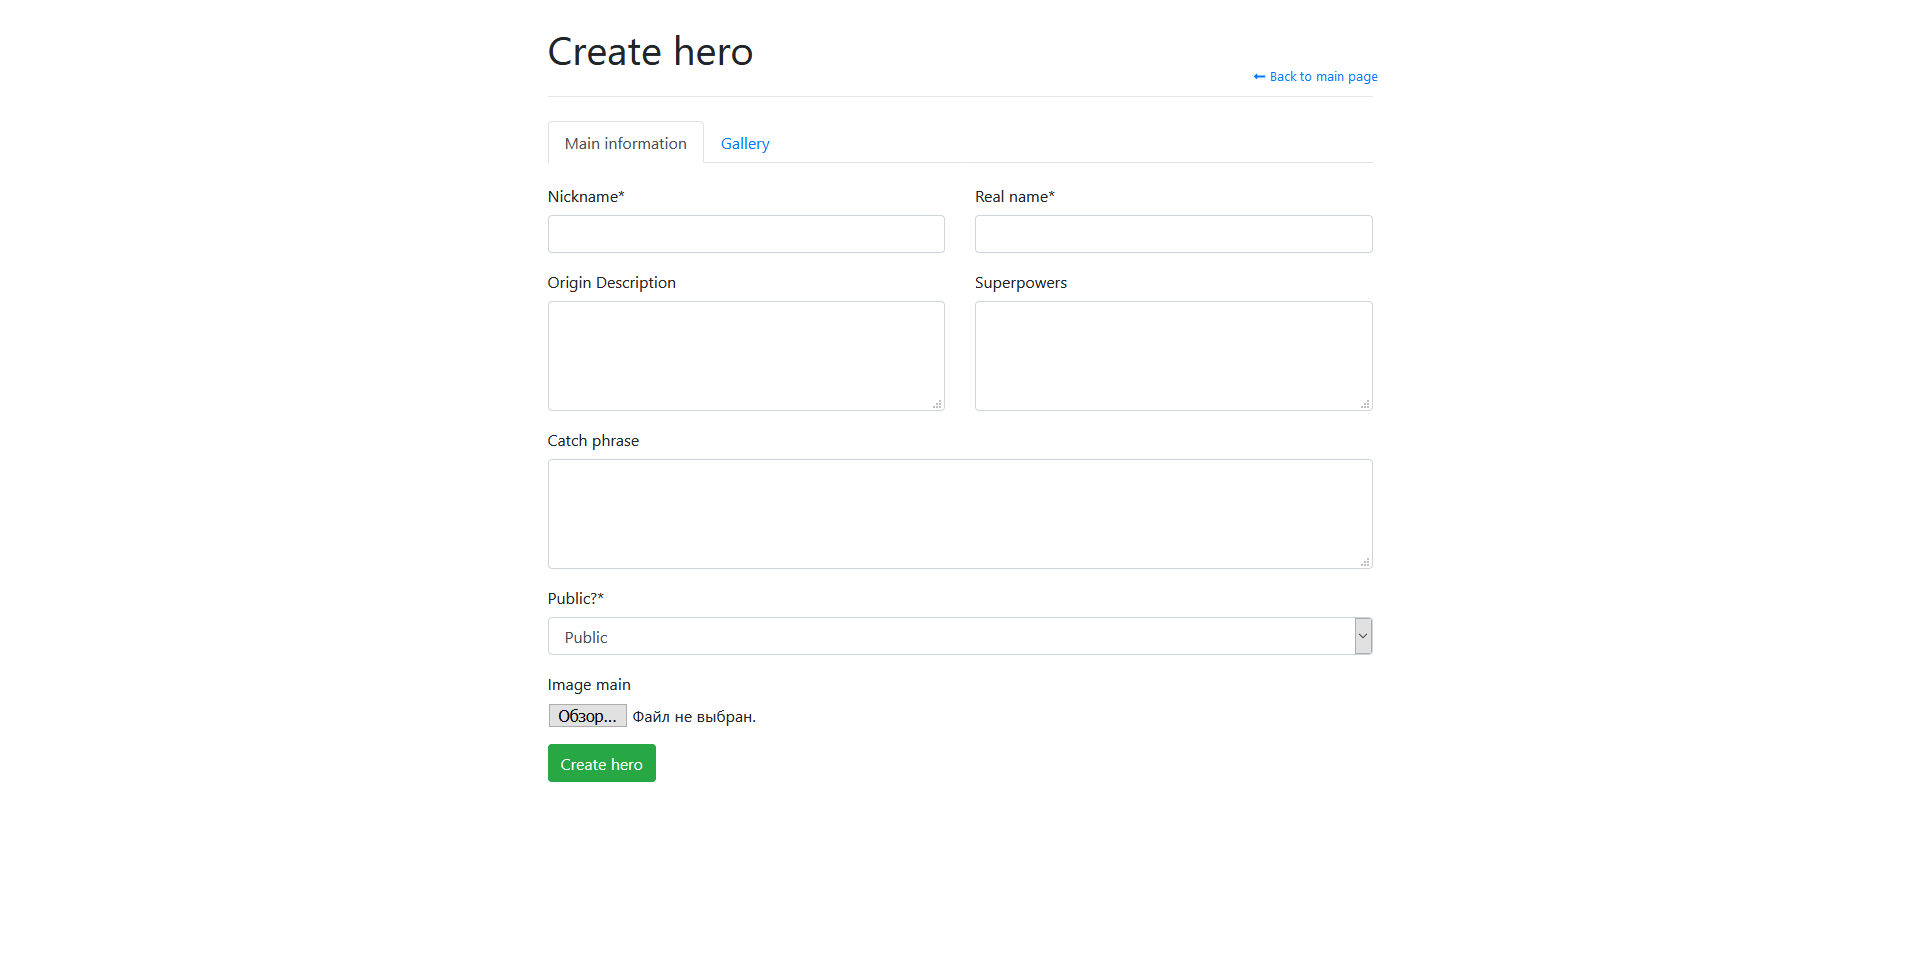 Create hero
Back to main page
Main information
Gallery
Nickname*
Real name*
Origin Description
Superpowers
Catch phrase
Public?*
Public
Image main
Обзор... Файл не выбран.
Create hero